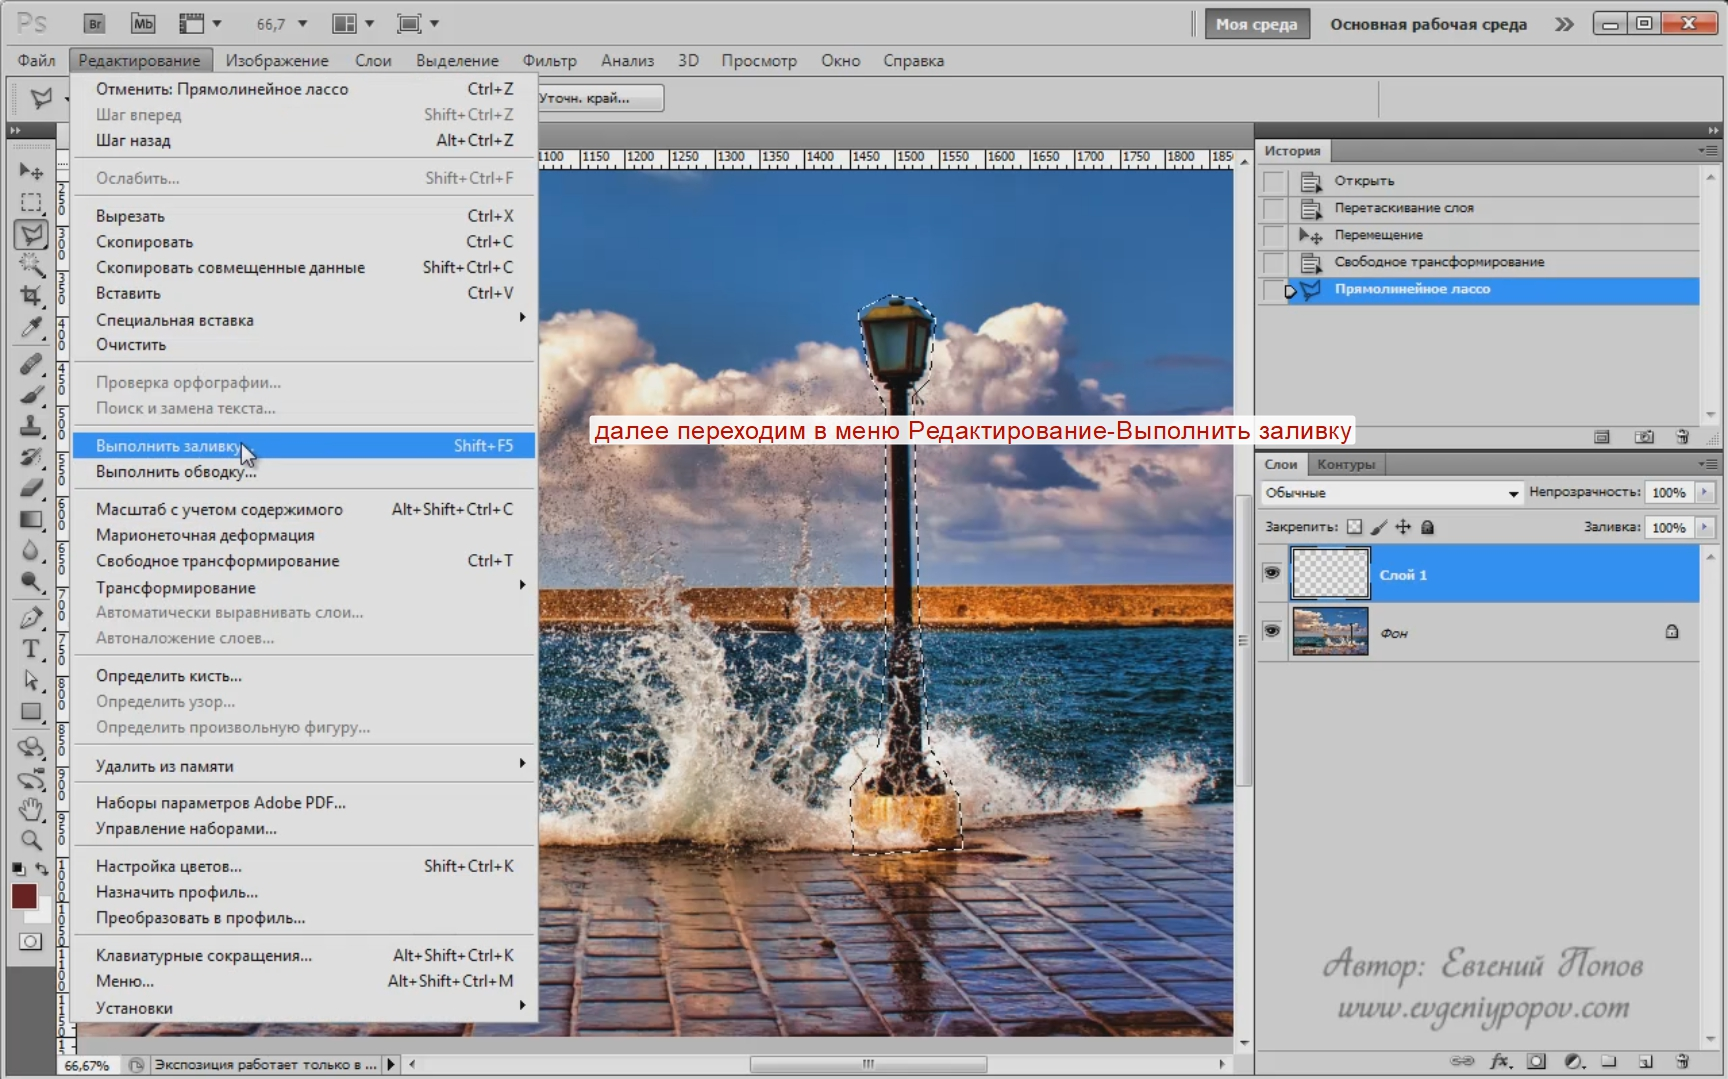 Ps Br Mb 66,7 Моя среда Основная рабочая среда
Файл Редактирование Изображение Слои Выделение Фильтр Анализ 3D Просмотр Окно Справка
Отменить: Прямолинейное лассо Ctrl+Z
Шаг вперед Shift+Ctrl+Z
Шаг назад Alt+Ctrl+Z
Ослабить... Shift+Ctrl+F
Вырезать Ctrl+X
Скопировать Ctrl+C
Скопировать совмещенные данные Shift+Ctrl+C
Вставить Ctrl+V
Специальная вставка
Очистить
Проверка орфографии...
Поиск и замена текста...
Выполнить заливку... Shift+F5
Выполнить обводку...
Масштаб с учетом содержимого Alt+Shift+Ctrl+C
Марионеточная деформация
Свободное трансформирование Ctrl+T
Трансформирование
Автоматически выравнивать слои...
Автоналожение слоев...
Определить кисть...
Определить узор...
Определить произвольную фигуру...
Удалить из памяти
Наборы параметров Adobe PDF...
Управление наборами...
Настройка цветов... Shift+Ctrl+K
Назначить профиль...
Преобразовать в профиль...
Клавиатурные сокращения... Alt+Shift+Ctrl+K
Меню... Alt+Shift+Ctrl+M
Установки
Уточн. край...
1100 1150 1200 1250 1300 1350 1400 1450 1500 1550 1600 1650 1700 1750 1800 185
далее переходим в меню Редактирование-Выполнить заливку
История
Открыть
Перетаскивание слоя
Перемещение
Свободное трансформирование
Прямолинейное лассо
Слои Контуры
Обычные Непрозрачность: 100%
Закрепить: Заливка: 100%
Слой 1
Фон
Автор: Евгений Попов
www.evgeniypopov.com
66,67% Экспозиция работает только в ...